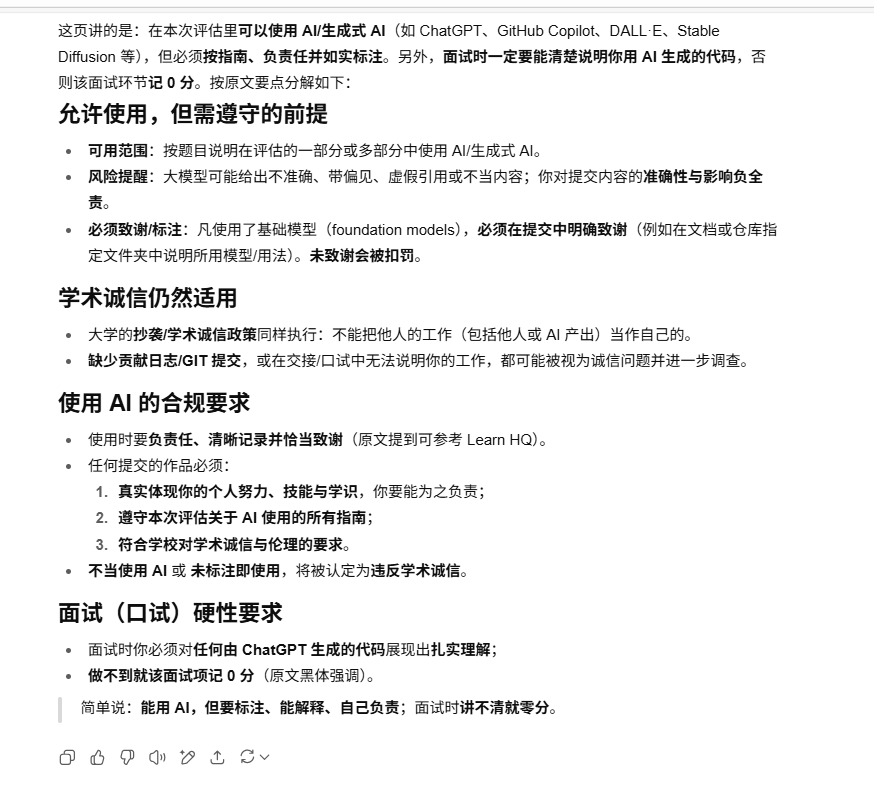 这页讲的是：在本次评估里可以使用 AI/生成式 AI（如 ChatGPT、GitHub Copilot、DALL·E、Stable
Diffusion 等），但必须按指南、负责任并如实标注。另外，面试时一定要能清楚说明你用 AI 生成的代码，否
则该面试环节记 0 分。按原文要点分解如下：
允许使用，但需遵守的前提
• 可用范围：按题目说明在评估的一部分或多部分中使用 AI/生成式 AI。
• 风险提醒：大模型可能给出不准确、带偏见、虚假引用或不当内容；你对提交内容的准确性与影响负全
责。
• 必须致谢/标注：凡使用了基础模型（foundation models），必须在提交中明确致谢（例如在文档或仓库指
定文件夹中说明所用模型/用法）。未致谢会被扣罚。
学术诚信仍然适用
• 大学的抄袭/学术诚信政策同样执行：不能把他人的工作（包括他人或 AI 产出）当作自己的。
• 缺少贡献日志/GIT 提交，或在交接/口试中无法说明你的工作，都可能被视为诚信问题并进一步调查。
使用 AI 的合规要求
• 使用时要负责任、清晰记录并恰当致谢（原文提到可参考 Learn HQ）。
• 任何提交的作品必须：
1. 真实体现你的个人努力、技能与学识，你要能为之负责；
2. 遵守本次评估关于 AI 使用的所有指南；
3. 符合学校对学术诚信与伦理的要求。
• 不当使用 AI 或 未标注即使用，将被认定为违反学术诚信。
面试（口试）硬性要求
• 面试时你必须对任何由 ChatGPT 生成的代码展现出扎实理解；
• 做不到就该面试项记 0 分（原文黑体强调）。
简单说：能用 AI，但要标注、能解释、自己负责；面试时讲不清就零分。